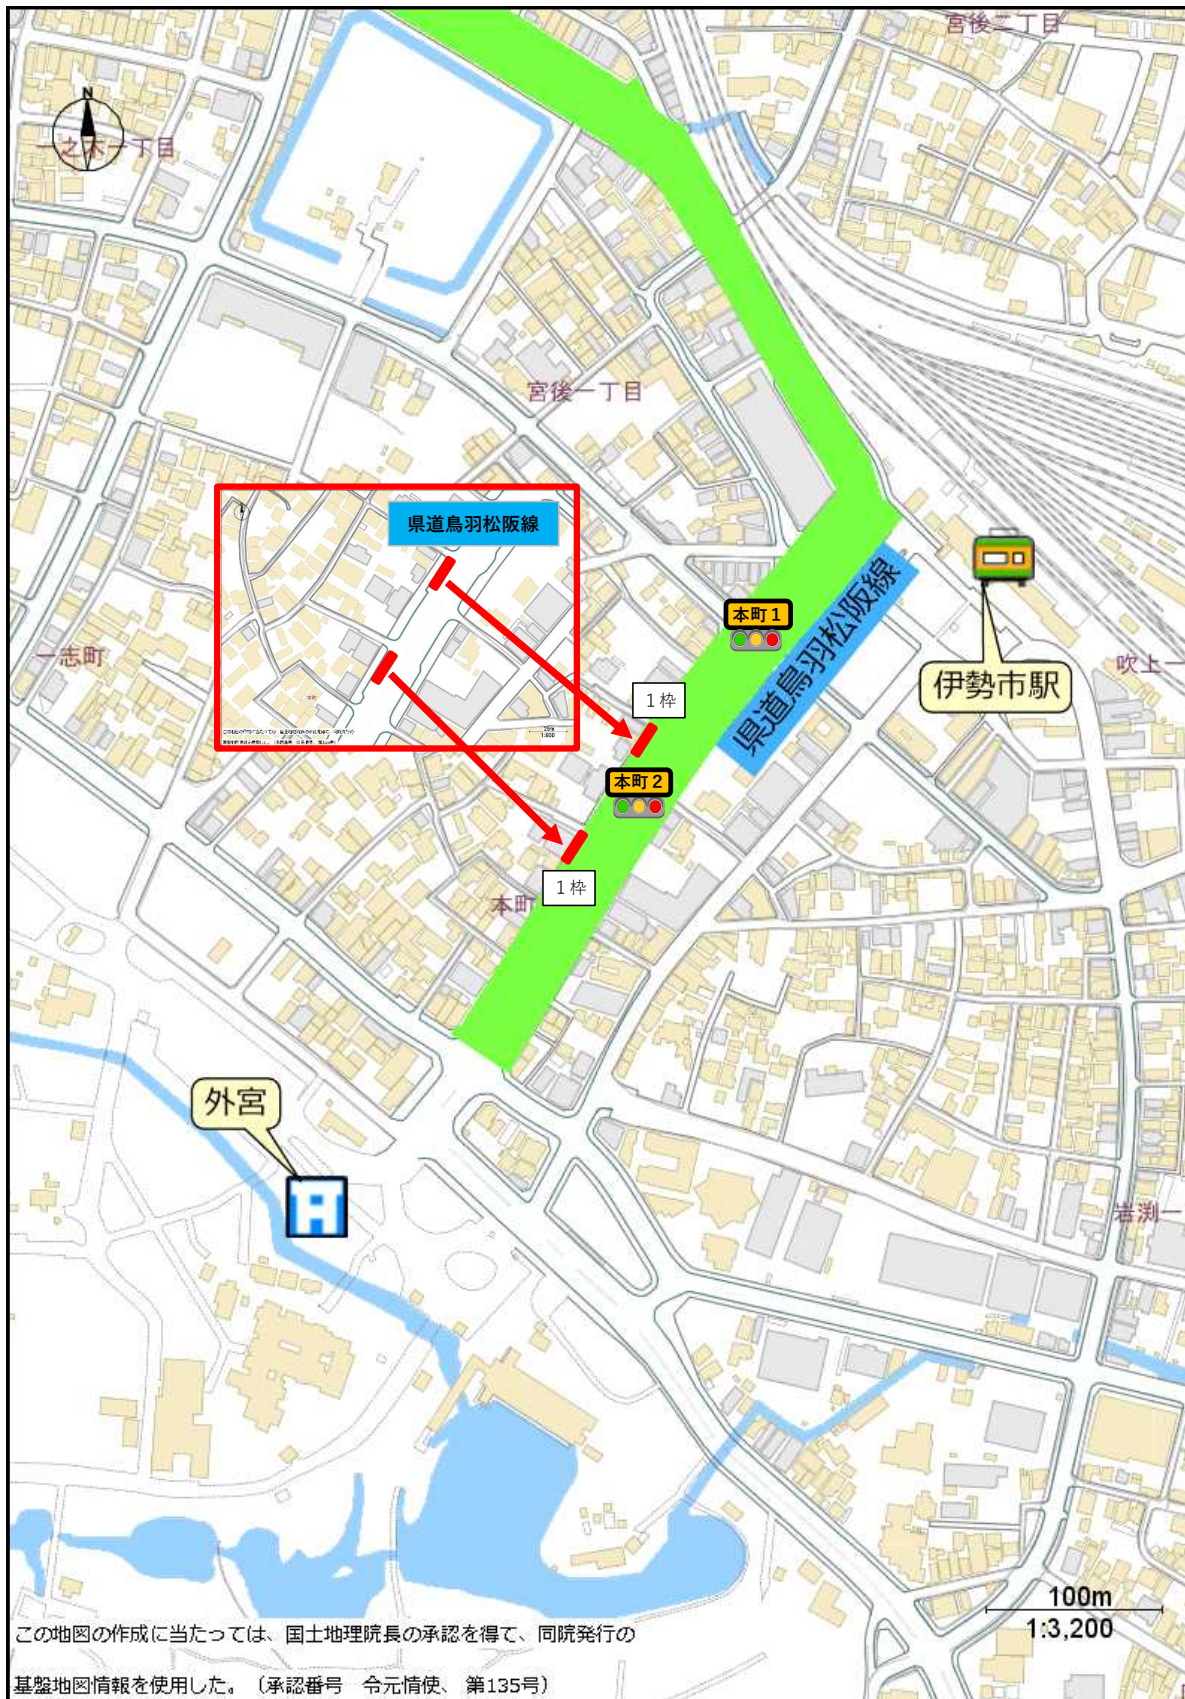 宮後二丁目
N
一之木一丁目
宮後一丁目
県道鳥羽松阪線
本町1
県道鳥羽松阪線
一志町
吹上一
伊勢市駅
1枠
本町2
1枠
本町
外宮
岩渕一
100m
1:3,200
この地図の作成に当たっては、国土地理院長の承認を得て、同院発行の
基盤地図情報を使用した。（承認番号　令元情使、 第135号）